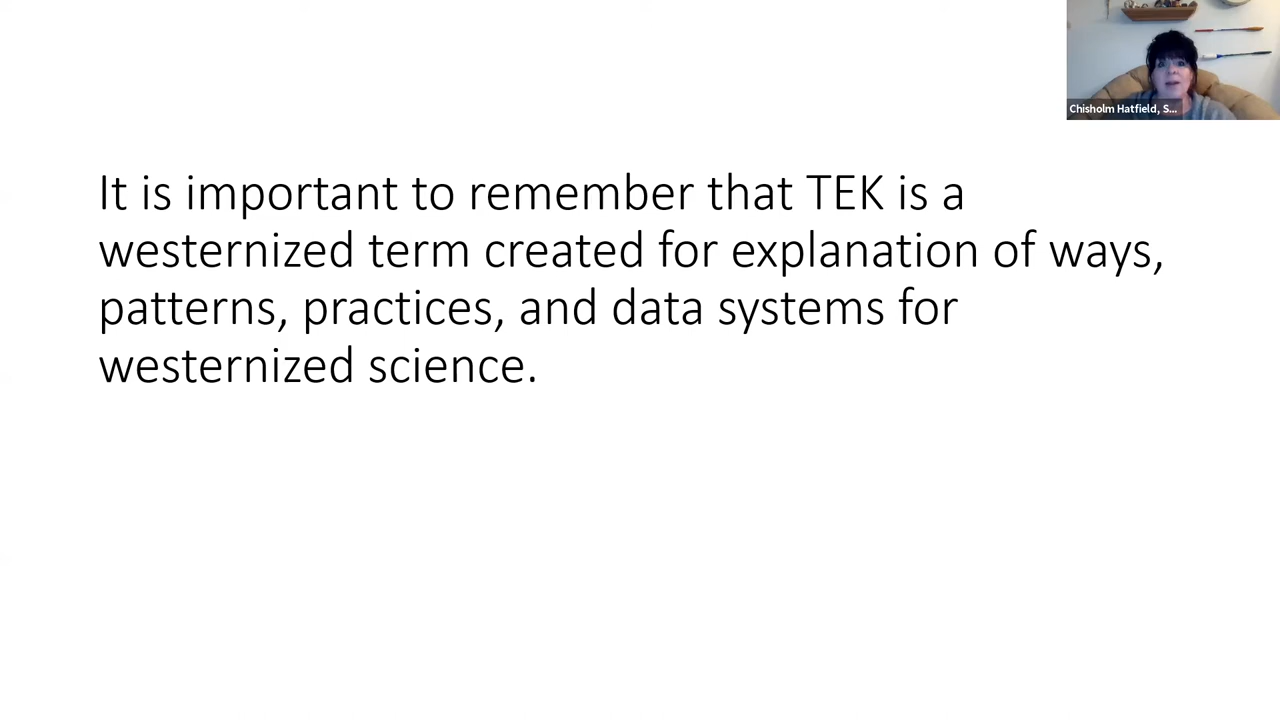 Chisholm Hatfield, S...
It is important to remember that TEK is a
westernized term created for explanation of ways,
patterns, practices, and data systems for
westernized science.